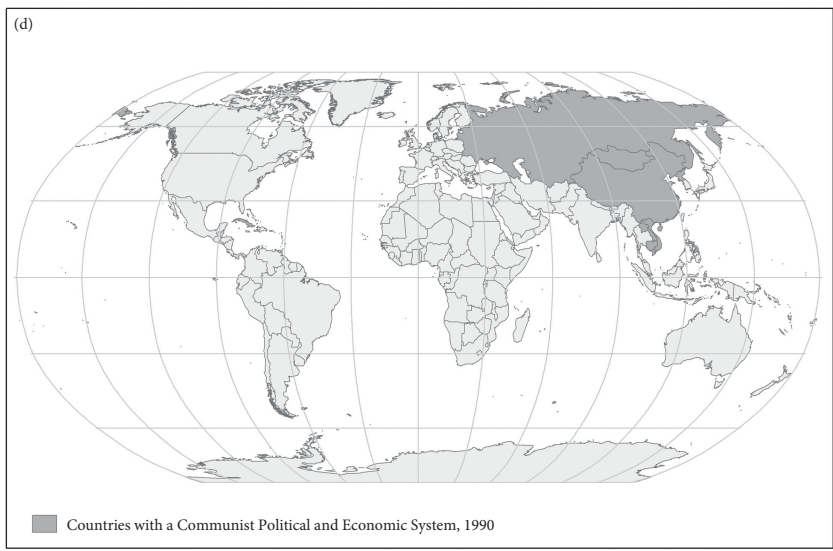 (d)
Countries with a Communist Political and Economic System, 1990